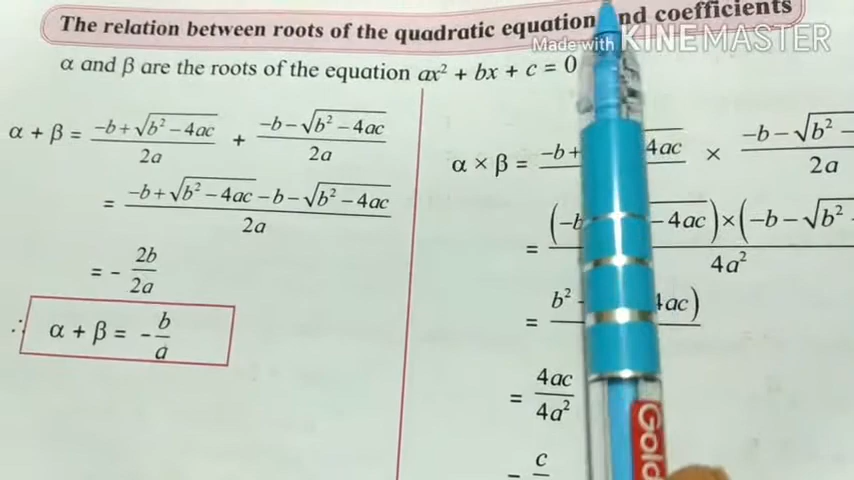 The relation between roots of the quadratic equation and coefficients
Made with KINEMASTER
α and β are the roots of the equation ax² + bx + c = 0
α + β = (-b + √(b² - 4ac))/2a + (-b - √(b² - 4ac))/2a
= (-b + √(b² - 4ac) - b - √(b² - 4ac))/2a
= - 2b/2a
∴ α + β = - b/a
α × β = -b+ 4ac × (-b - √b² -)/2a
= (-b - 4ac) × (-b - √b² / 4a²
= b² - 4ac)
= 4ac/4a²
c
Gold